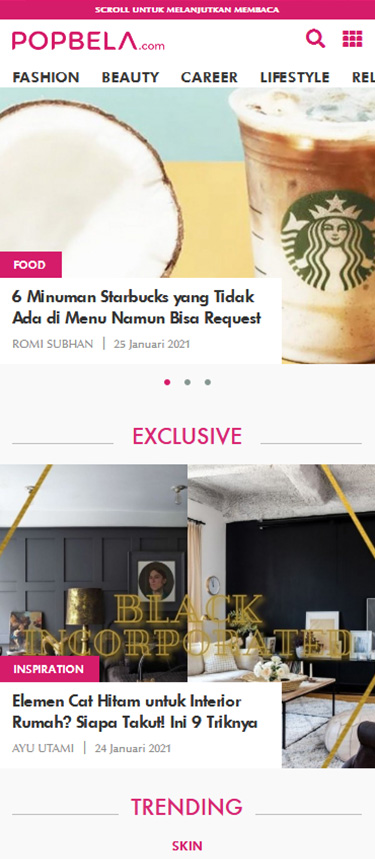 SCROLL UNTUK MELANJUTKAN MEMBACA
POPBELA.com
FASHION BEAUTY CAREER LIFESTYLE REL
FOOD
6 Minuman Starbucks yang Tidak
Ada di Menu Namun Bisa Request
ROMI SUBHAN | 25 Januari 2021
EXCLUSIVE
BLACK
INCORPORATED
INSPIRATION
Elemen Cat Hitam untuk Interior
Rumah? Siapa Takut! Ini 9 Triknya
AYU UTAMI | 24 Januari 2021
TRENDING
SKIN